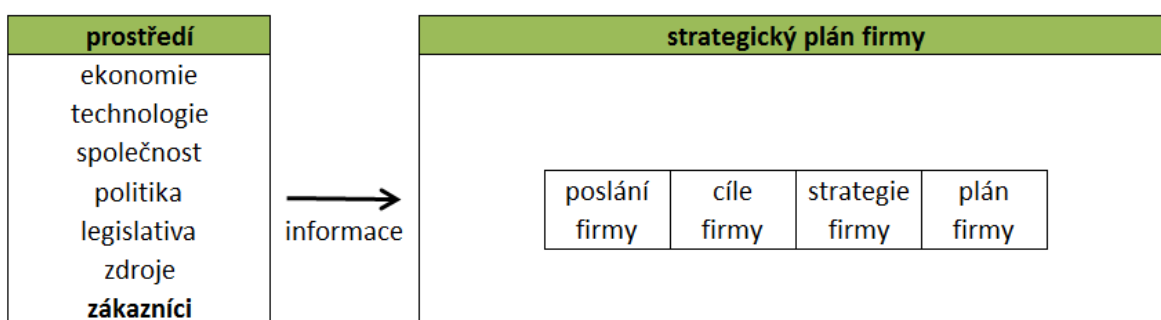 prostředí
ekonomie
technologie
společnost
politika
legislativa
zdroje
zákazníci
informace
strategický plán firmy
poslání cíle strategie plán
firmy firmy firmy firmy